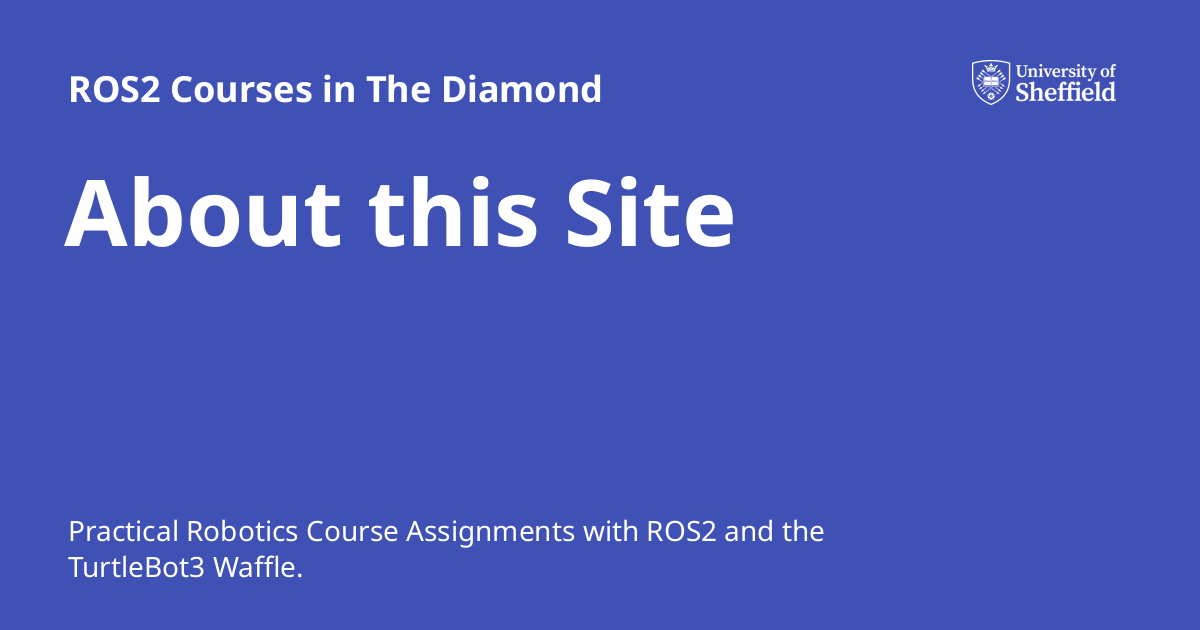 ROS2 Courses in The Diamond
University of
Sheffield
About this Site
Practical Robotics Course Assignments with ROS2 and the
TurtleBot3 Waffle.